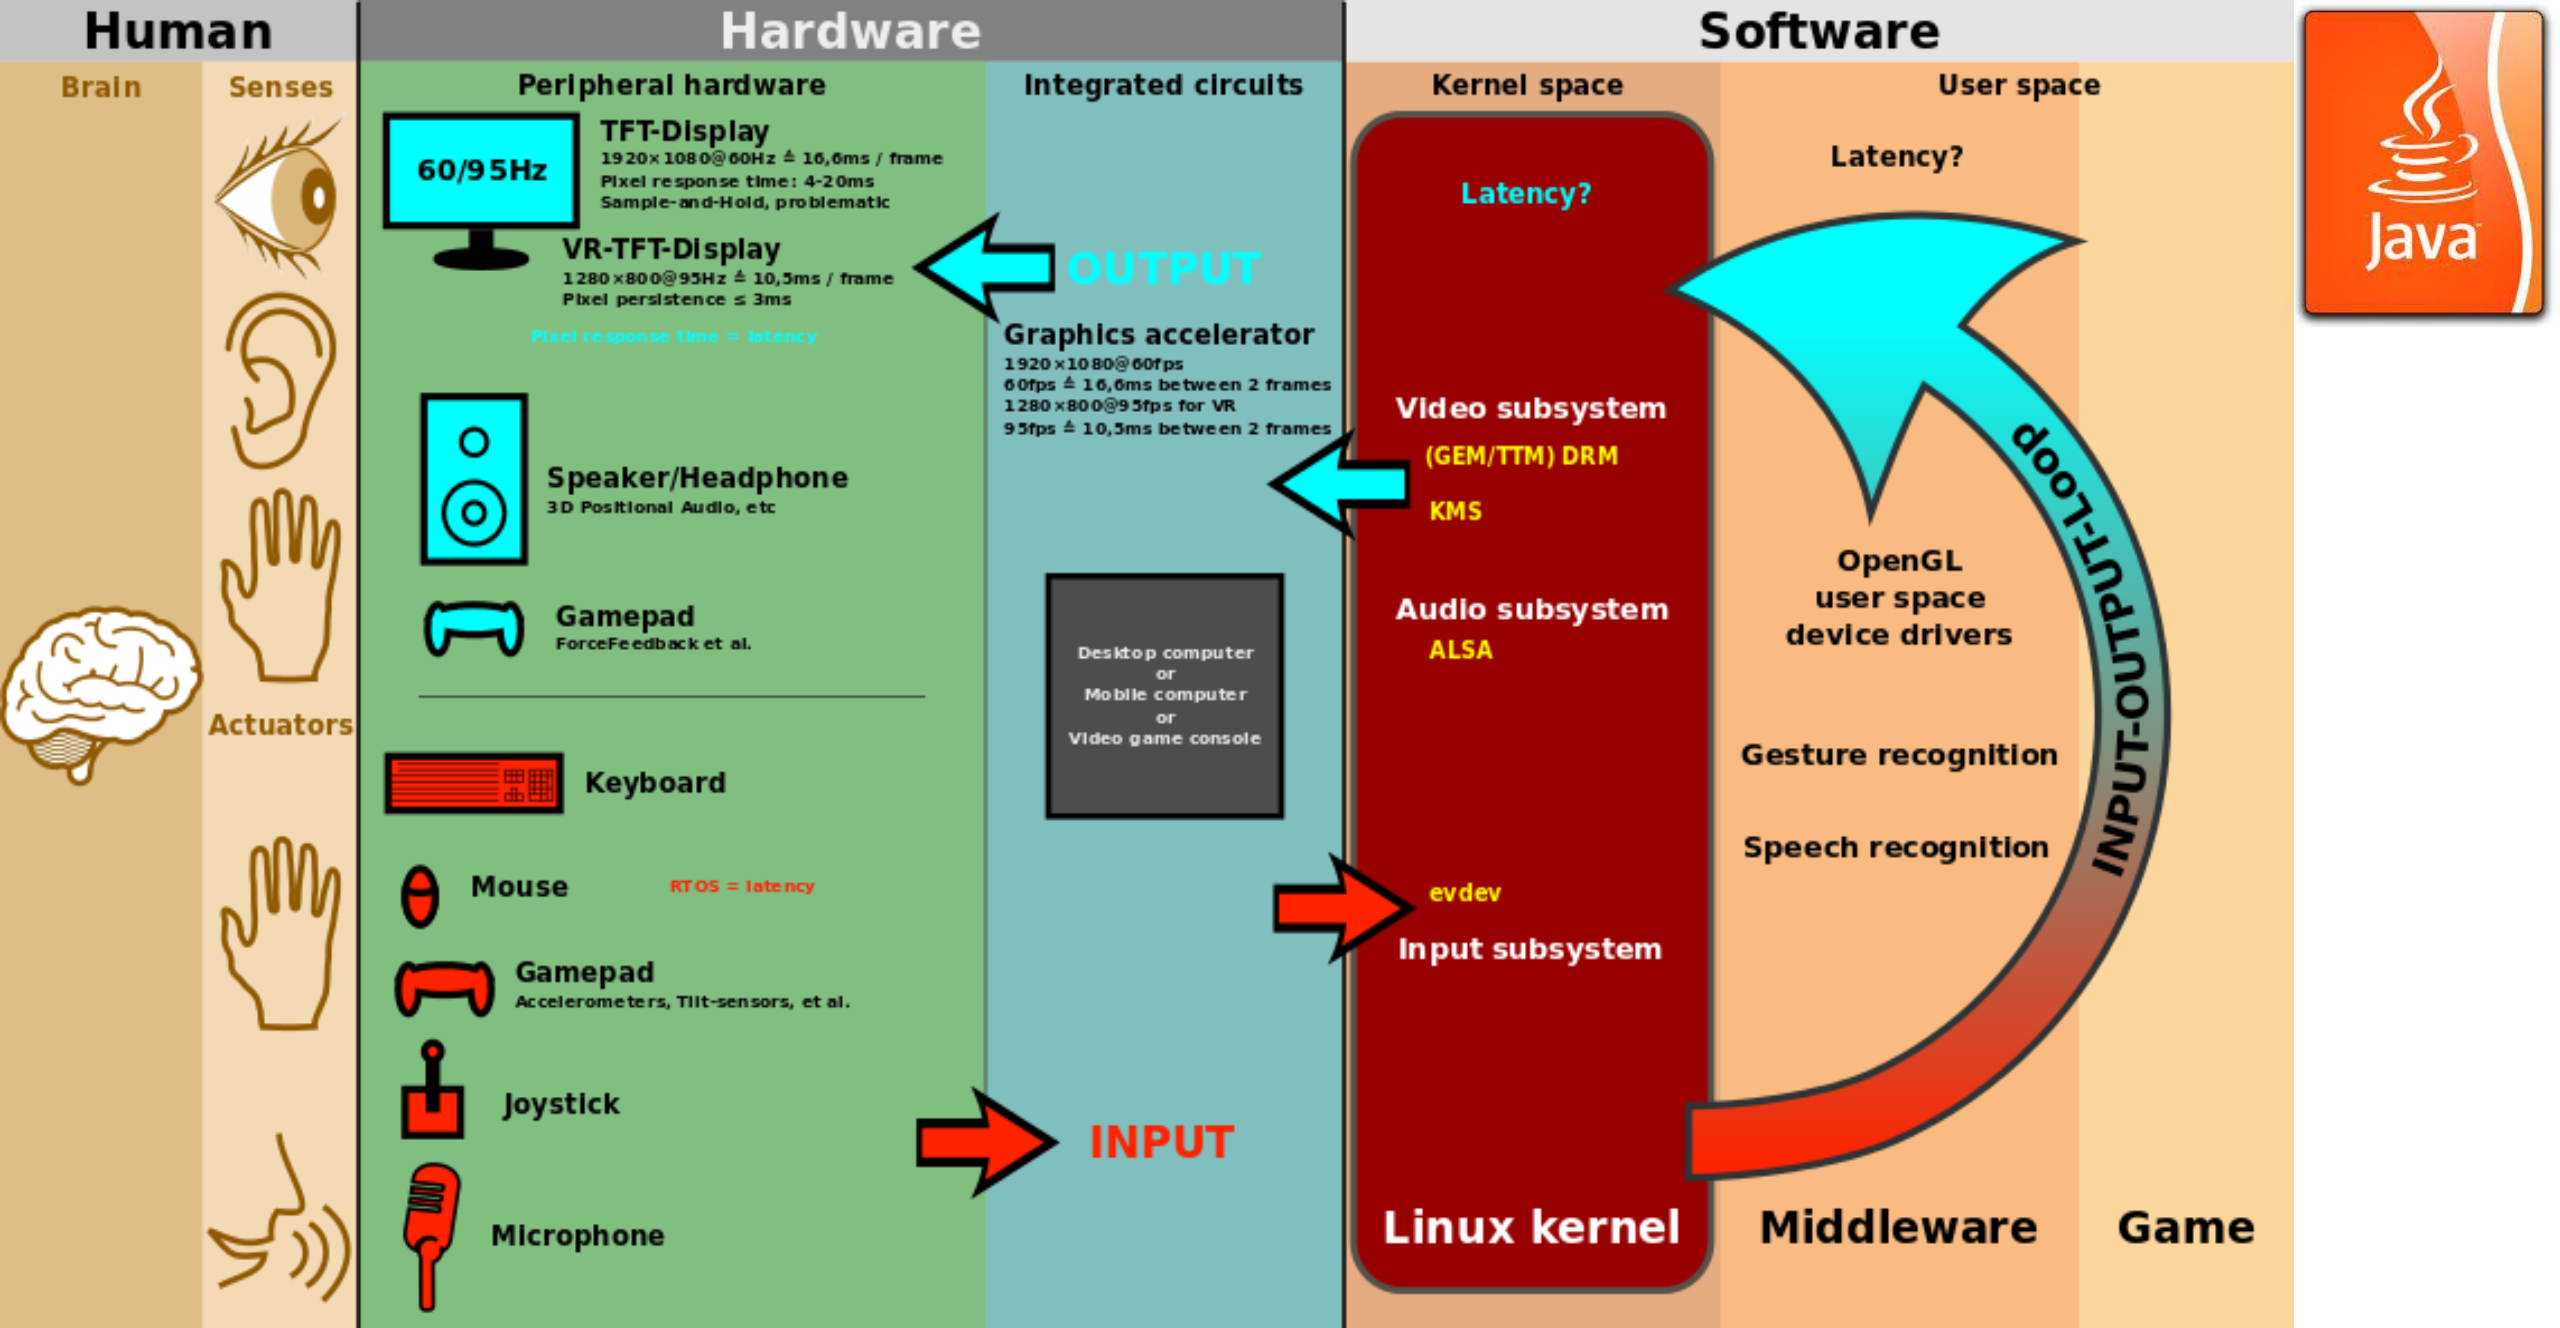 Human
Hardware
Software
Brain
Senses
Peripheral hardware
Integrated circuits
Kernel space
User space
60/95Hz
TFT-Display
1920×1080@60Hz ≙ 16,6ms / frame
Pixel response time: 4-20ms
Sample-and-Hold, problematic
VR-TFT-Display
1280×800@95Hz ≙ 10,5ms / frame
Pixel persistence ≤ 3ms
Pixel response time = latency
Speaker/Headphone
3D Positional Audio, etc
Gamepad
ForceFeedback et al.
Actuators
Keyboard
Mouse
RTOS = latency
Gamepad
Accelerometers, Tilt-sensors, et al.
Joystick
Microphone
OUTPUT
Graphics accelerator
1920×1080@60fps
60fps ≙ 16,6ms between 2 frames
1280×800@95fps for VR
95fps ≙ 10,5ms between 2 frames
Desktop computer
or
Mobile computer
or
Video game console
INPUT
Latency?
Video subsystem
(GEM/TTM) DRM
KMS
Audio subsystem
ALSA
evdev
Input subsystem
Linux kernel
Latency?
OpenGL
user space
device drivers
Gesture recognition
Speech recognition
Middleware
INPUT-OUTPUT-Loop
Game
Java™